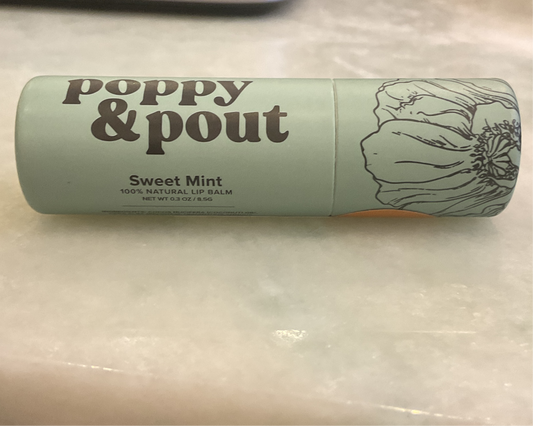 poppy
& pout
Sweet Mint
100% NATURAL LIP BALM
NET WT 0.3 OZ / 8.5G